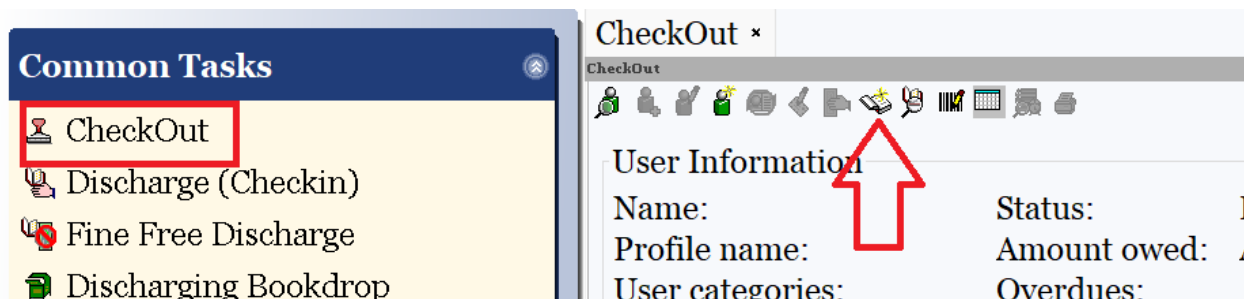 Common Tasks
CheckOut
Discharge (Checkin)
Fine Free Discharge
Discharging Bookdrop
CheckOut ×
CheckOut
User Information
Name:
Status:
Profile name:
Amount owed:
User categories:
Overdues: